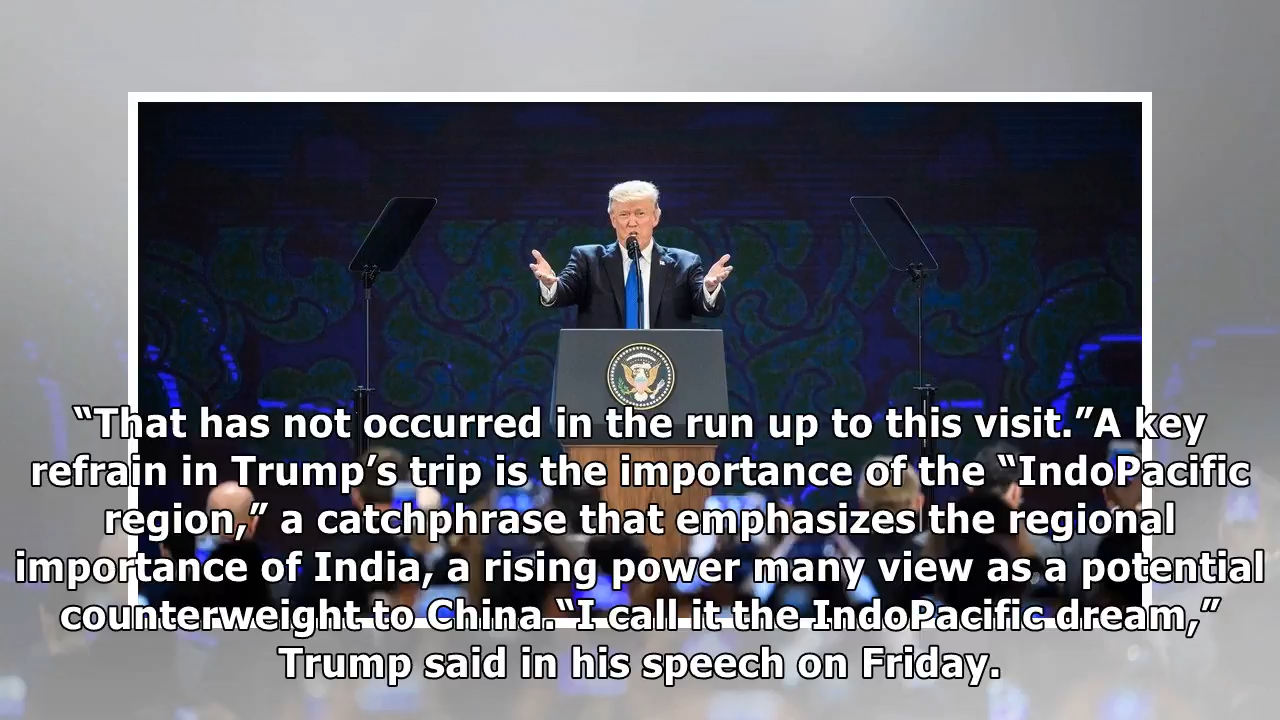 “That has not occurred in the run up to this visit.”A key
refrain in Trump’s trip is the importance of the “IndoPacific
region,” a catchphrase that emphasizes the regional
importance of India, a rising power many view as a potential
counterweight to China.“I call it the IndoPacific dream,”
Trump said in his speech on Friday.